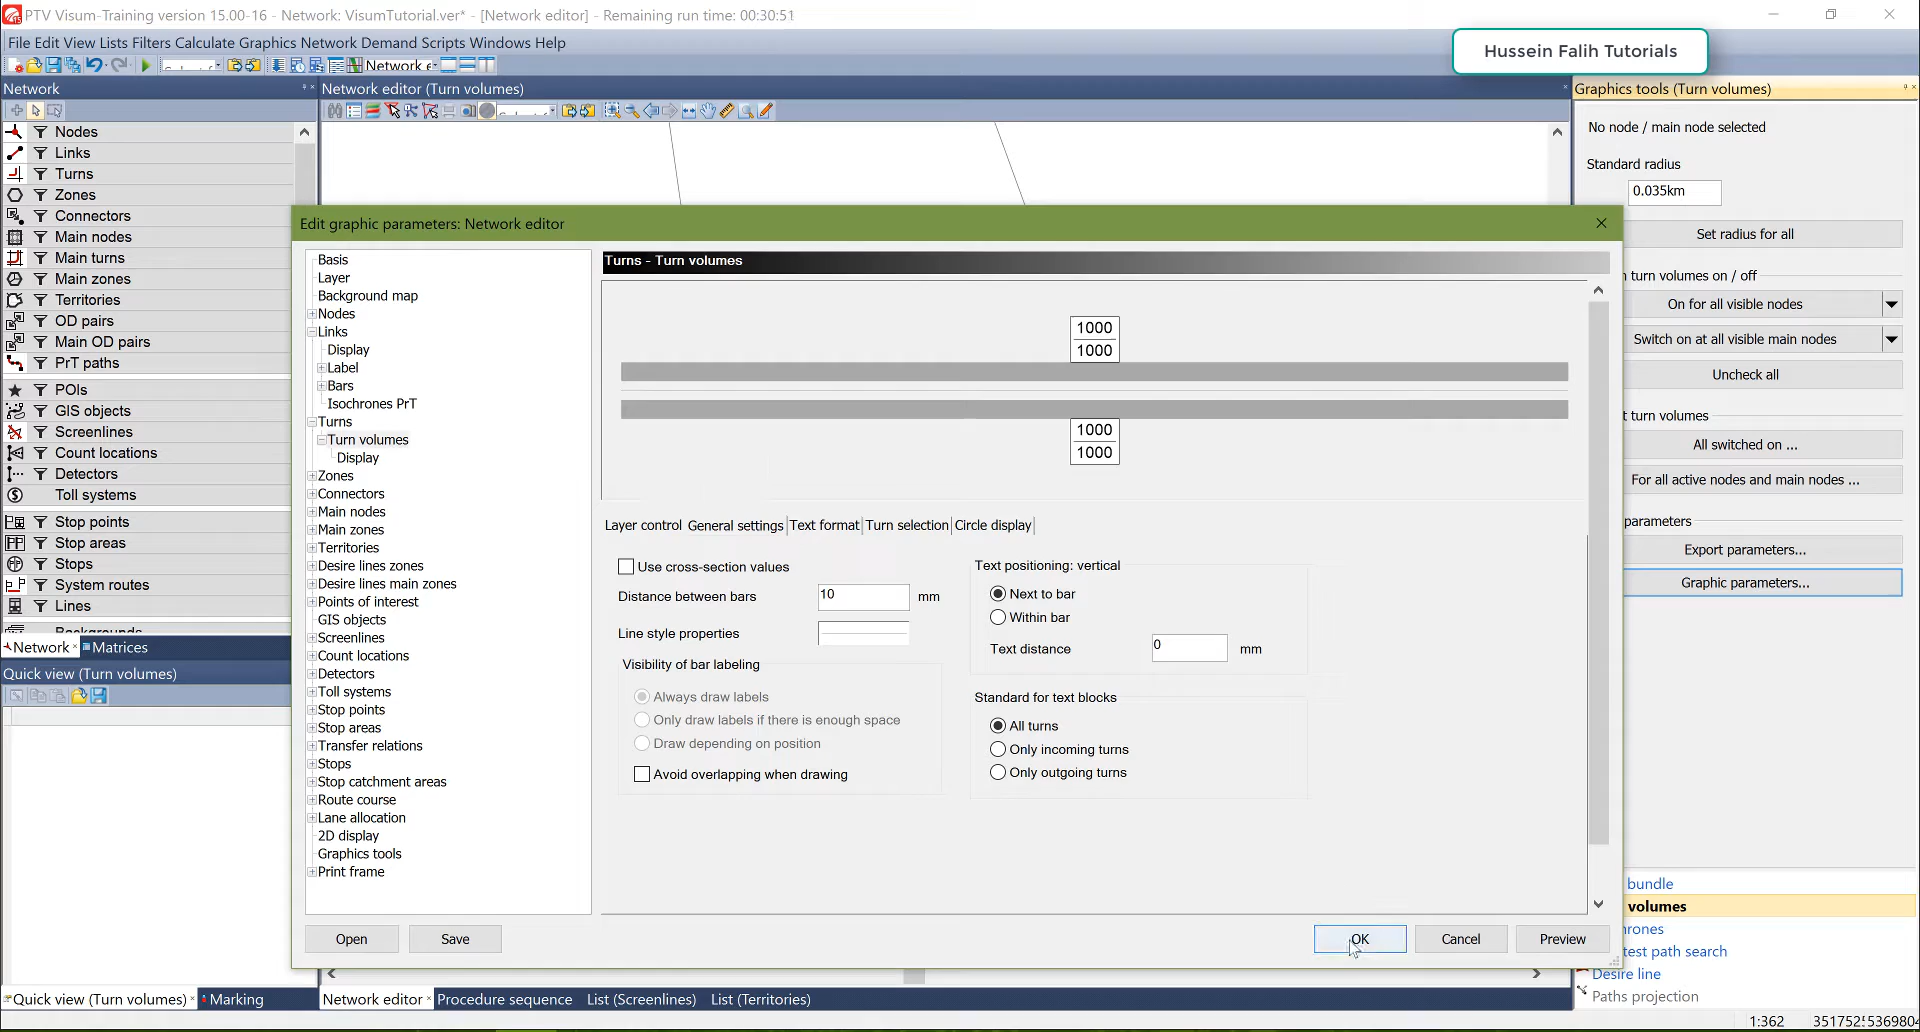 PTV Visum-Training version 15.00-16 - Network: VisumTutorial.ver* - [Network editor] - Remaining run time: 00:30:51
Hussein Falih Tutorials
File Edit View Lists Filters Calculate Graphics Network Demand Scripts Windows Help
Network
Network editor (Turn volumes)
Graphics tools (Turn volumes)
Nodes
Links
Turns
Zones
Connectors
Main nodes
Main turns
Main zones
Territories
OD pairs
Main OD pairs
PrT paths
POIs
GIS objects
Screenlines
Count locations
Detectors
Toll systems
Stop points
Stop areas
Stops
System routes
Lines
Network
Matrices
Quick view (Turn volumes)
No node / main node selected
Standard radius
0.035km
Set radius for all
turn volumes on / off
On for all visible nodes
Switch on at all visible main nodes
Uncheck all
t turn volumes
All switched on ...
For all active nodes and main nodes ...
parameters
Export parameters...
Graphic parameters...
bundle
volumes
hrones
test path search
Desire line
Paths projection
Edit graphic parameters: Network editor
Basis
Layer
Background map
Nodes
Links
Display
Label
Bars
Isochrones PrT
Turns
Turn volumes
Display
Zones
Connectors
Main nodes
Main zones
Territories
Desire lines zones
Desire lines main zones
Points of interest
GIS objects
Screenlines
Count locations
Detectors
Toll systems
Stop points
Stop areas
Transfer relations
Stops
Stop catchment areas
Route course
Lane allocation
2D display
Graphics tools
Print frame
Turns - Turn volumes
1000
1000
1000
1000
Layer control
General settings
Text format
Turn selection
Circle display
Use cross-section values
Distance between bars 10 mm
Line style properties
Visibility of bar labeling
Always draw labels
Only draw labels if there is enough space
Draw depending on position
Avoid overlapping when drawing
Text positioning: vertical
Next to bar
Within bar
Text distance 0 mm
Standard for text blocks
All turns
Only incoming turns
Only outgoing turns
Open
Save
OK
Cancel
Preview
Quick view (Turn volumes)
Marking
Network editor
Procedure sequence
List (Screenlines)
List (Territories)
1:362